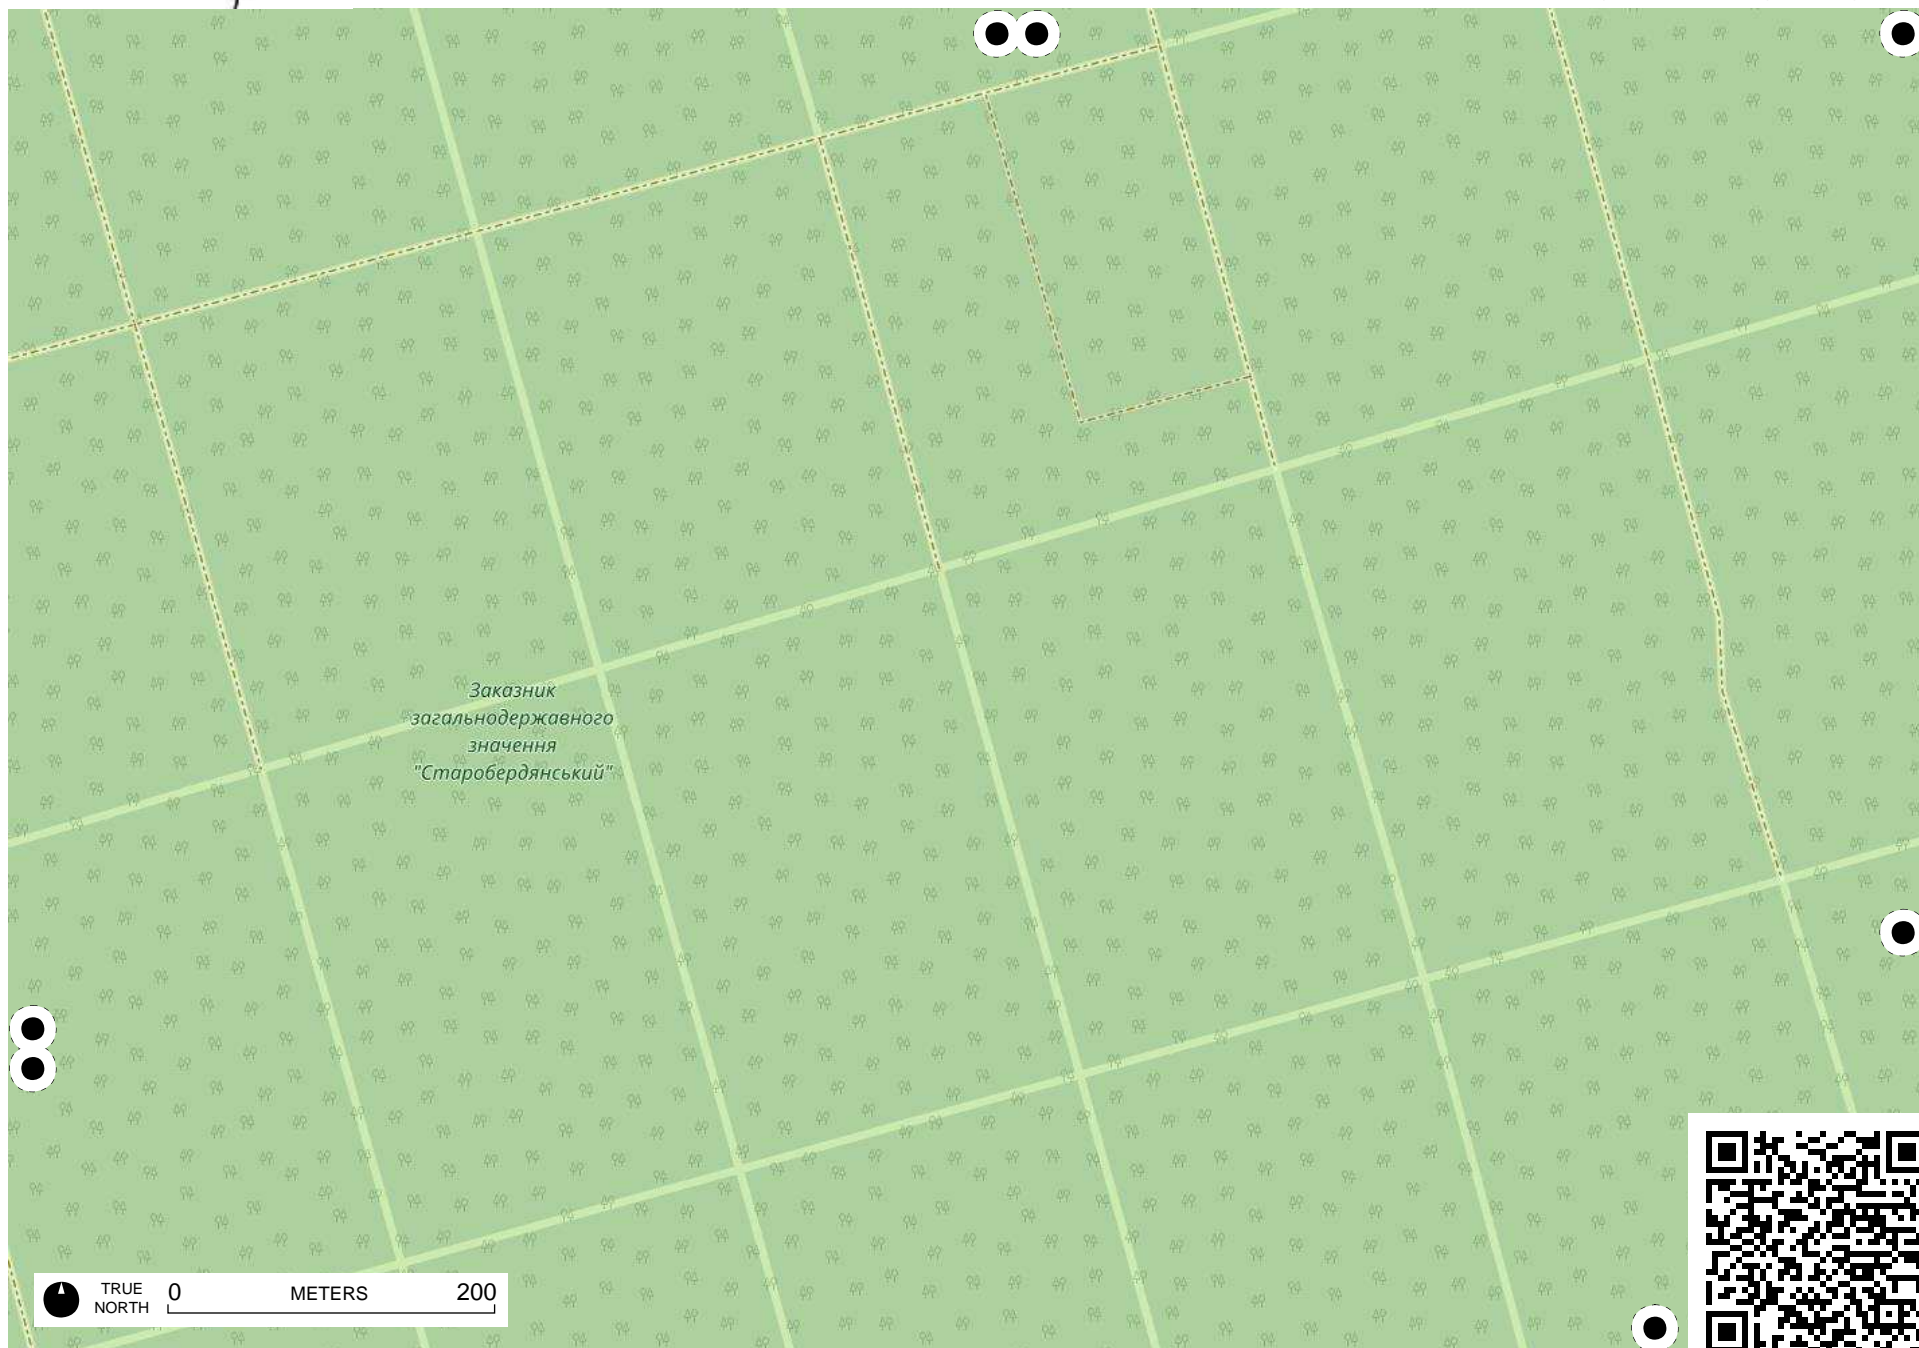 Заказник
загальнодержавного
значення
"Старобердянський"
TRUE
NORTH
0 METERS 200